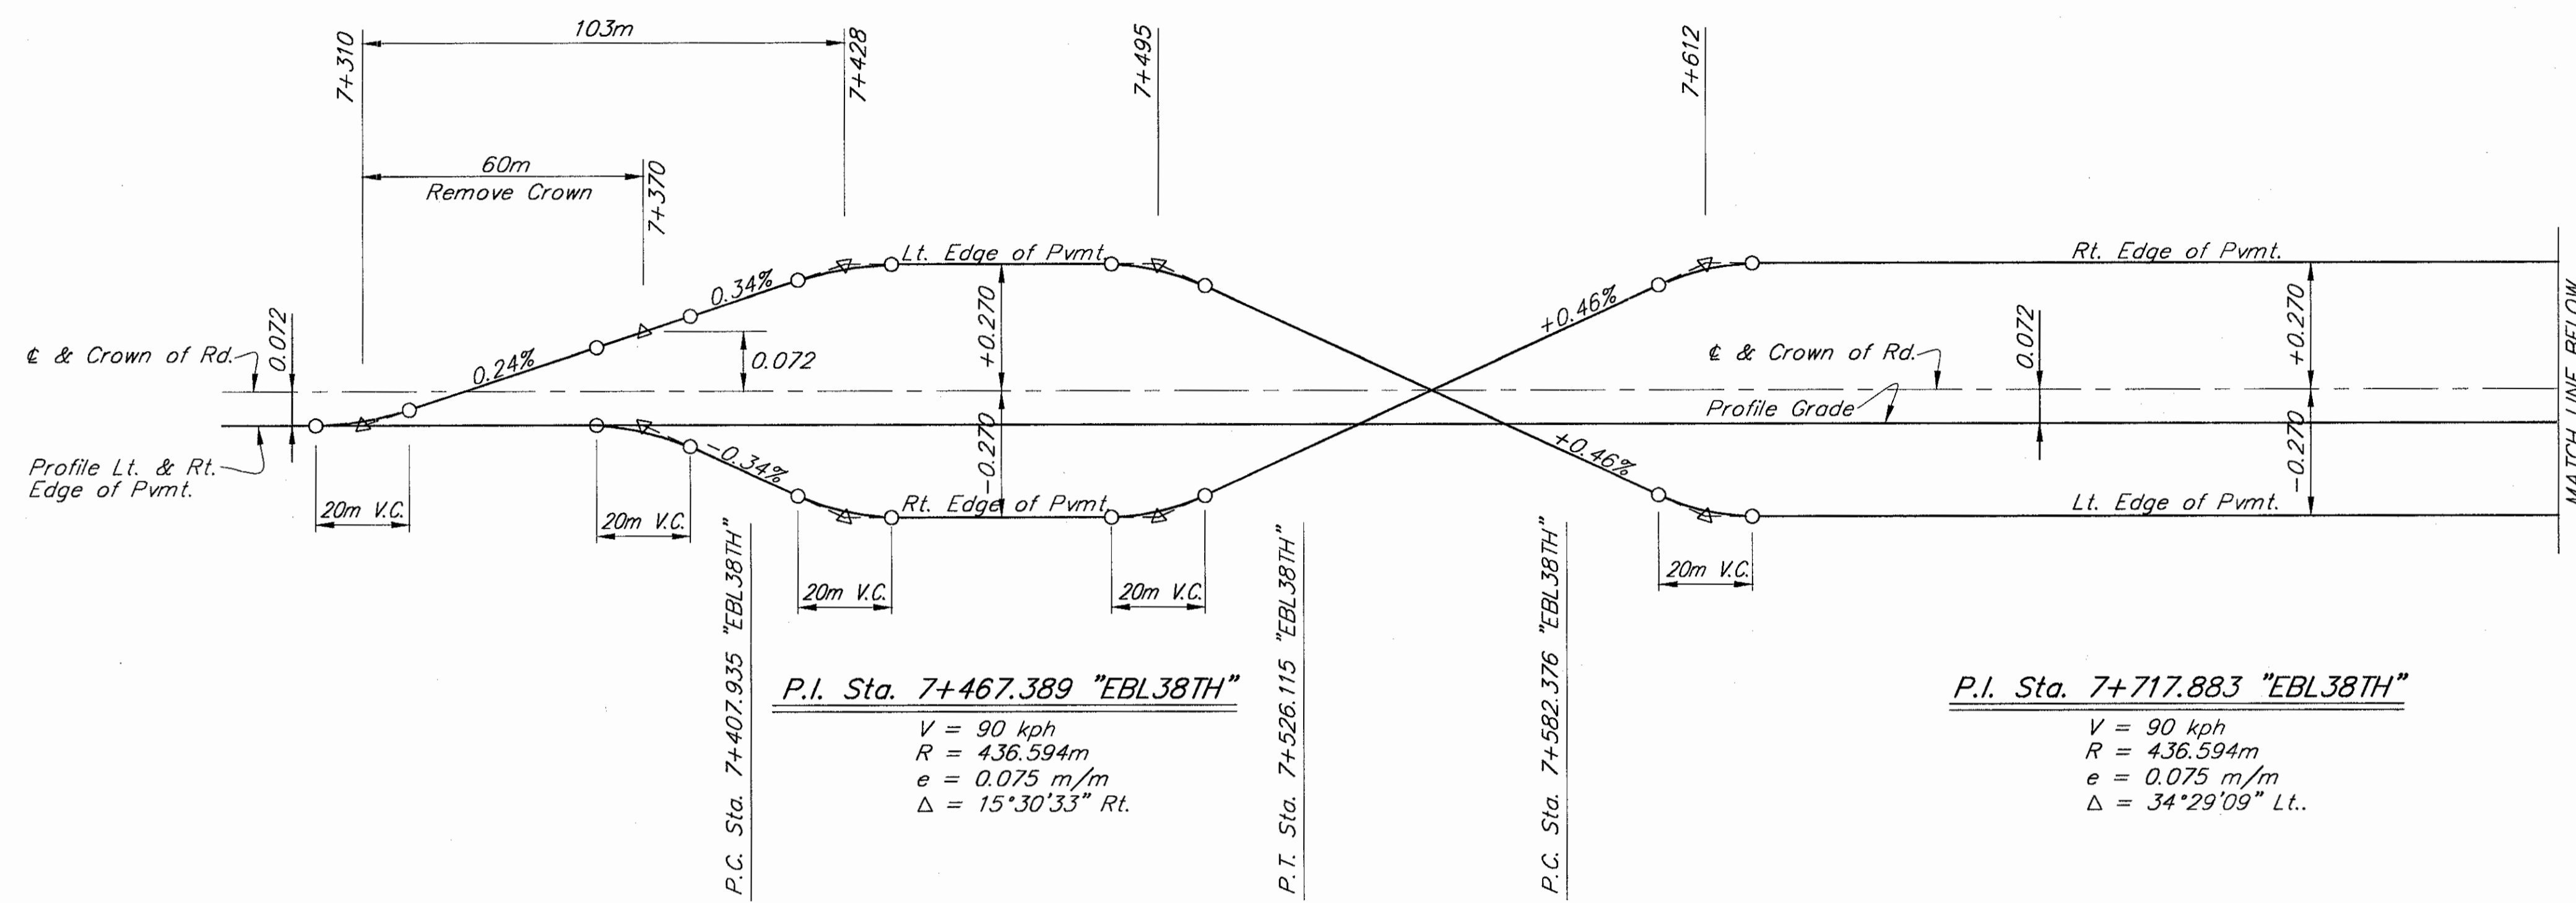 103m
7+310
7+428
7+495
7+612
60m
Remove Crown
7+370
Lt. Edge of Pvmt.
Rt. Edge of Pvmt.
0.34%
+0.46%
0.072
+0.270
+0.270
0.072
℄ & Crown of Rd.
0.24%
0.072
℄ & Crown of Rd.
Profile Grade
MATCH LINE BELOW
Profile Lt. & Rt.
Edge of Pvmt.
-0.34%
-0.270
+0.46%
-0.270
Rt. Edge of Pvmt.
Lt. Edge of Pvmt.
20m V.C.
20m V.C.
20m V.C.
20m V.C.
20m V.C.
P.C. Sta. 7+407.935 "EBL38TH"
P.T. Sta. 7+526.115 "EBL38TH"
P.C. Sta. 7+582.376 "EBL38TH"
P.I. Sta. 7+467.389 "EBL38TH"
V = 90 kph
R = 436.594m
e = 0.075 m/m
Δ = 15°30'33" Rt.
P.I. Sta. 7+717.883 "EBL38TH"
V = 90 kph
R = 436.594m
e = 0.075 m/m
Δ = 34°29'09" Lt..